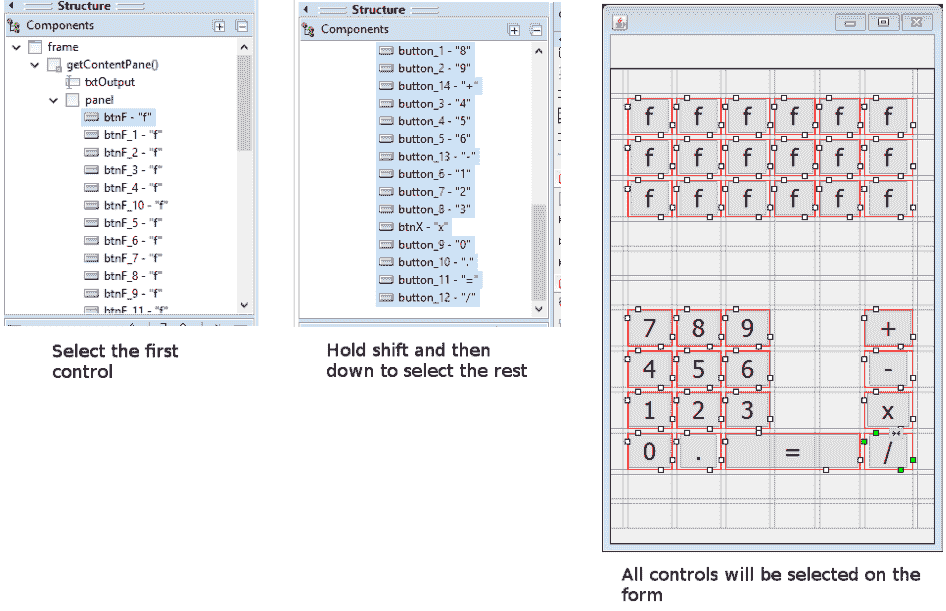 Structure
Components
frame
getContentPane()
txtOutput
panel
btnF - "f"
btnF_1 - "f"
btnF_2 - "f"
btnF_3 - "f"
btnF_4 - "f"
btnF_10 - "f"
btnF_5 - "f"
btnF_6 - "f"
btnF_7 - "f"
btnF_8 - "f"
btnF_9 - "f"
btnF_11 - "f"
Select the first
control
Structure
Components
button_1 - "8"
button_2 - "9"
button_14 - "+"
button_3 - "4"
button_4 - "5"
button_5 - "6"
button_13 - "-"
button_6 - "1"
button_7 - "2"
button_8 - "3"
btnX - "x"
button_9 - "0"
button_10 - "."
button_11 - "="
button_12 - "/"
Hold shift and then
down to select the rest
f f f f f f
f f f f f f
f f f f f f
7 8 9 +
4 5 6 -
1 2 3 x
0 . = /
All controls will be selected on the
form